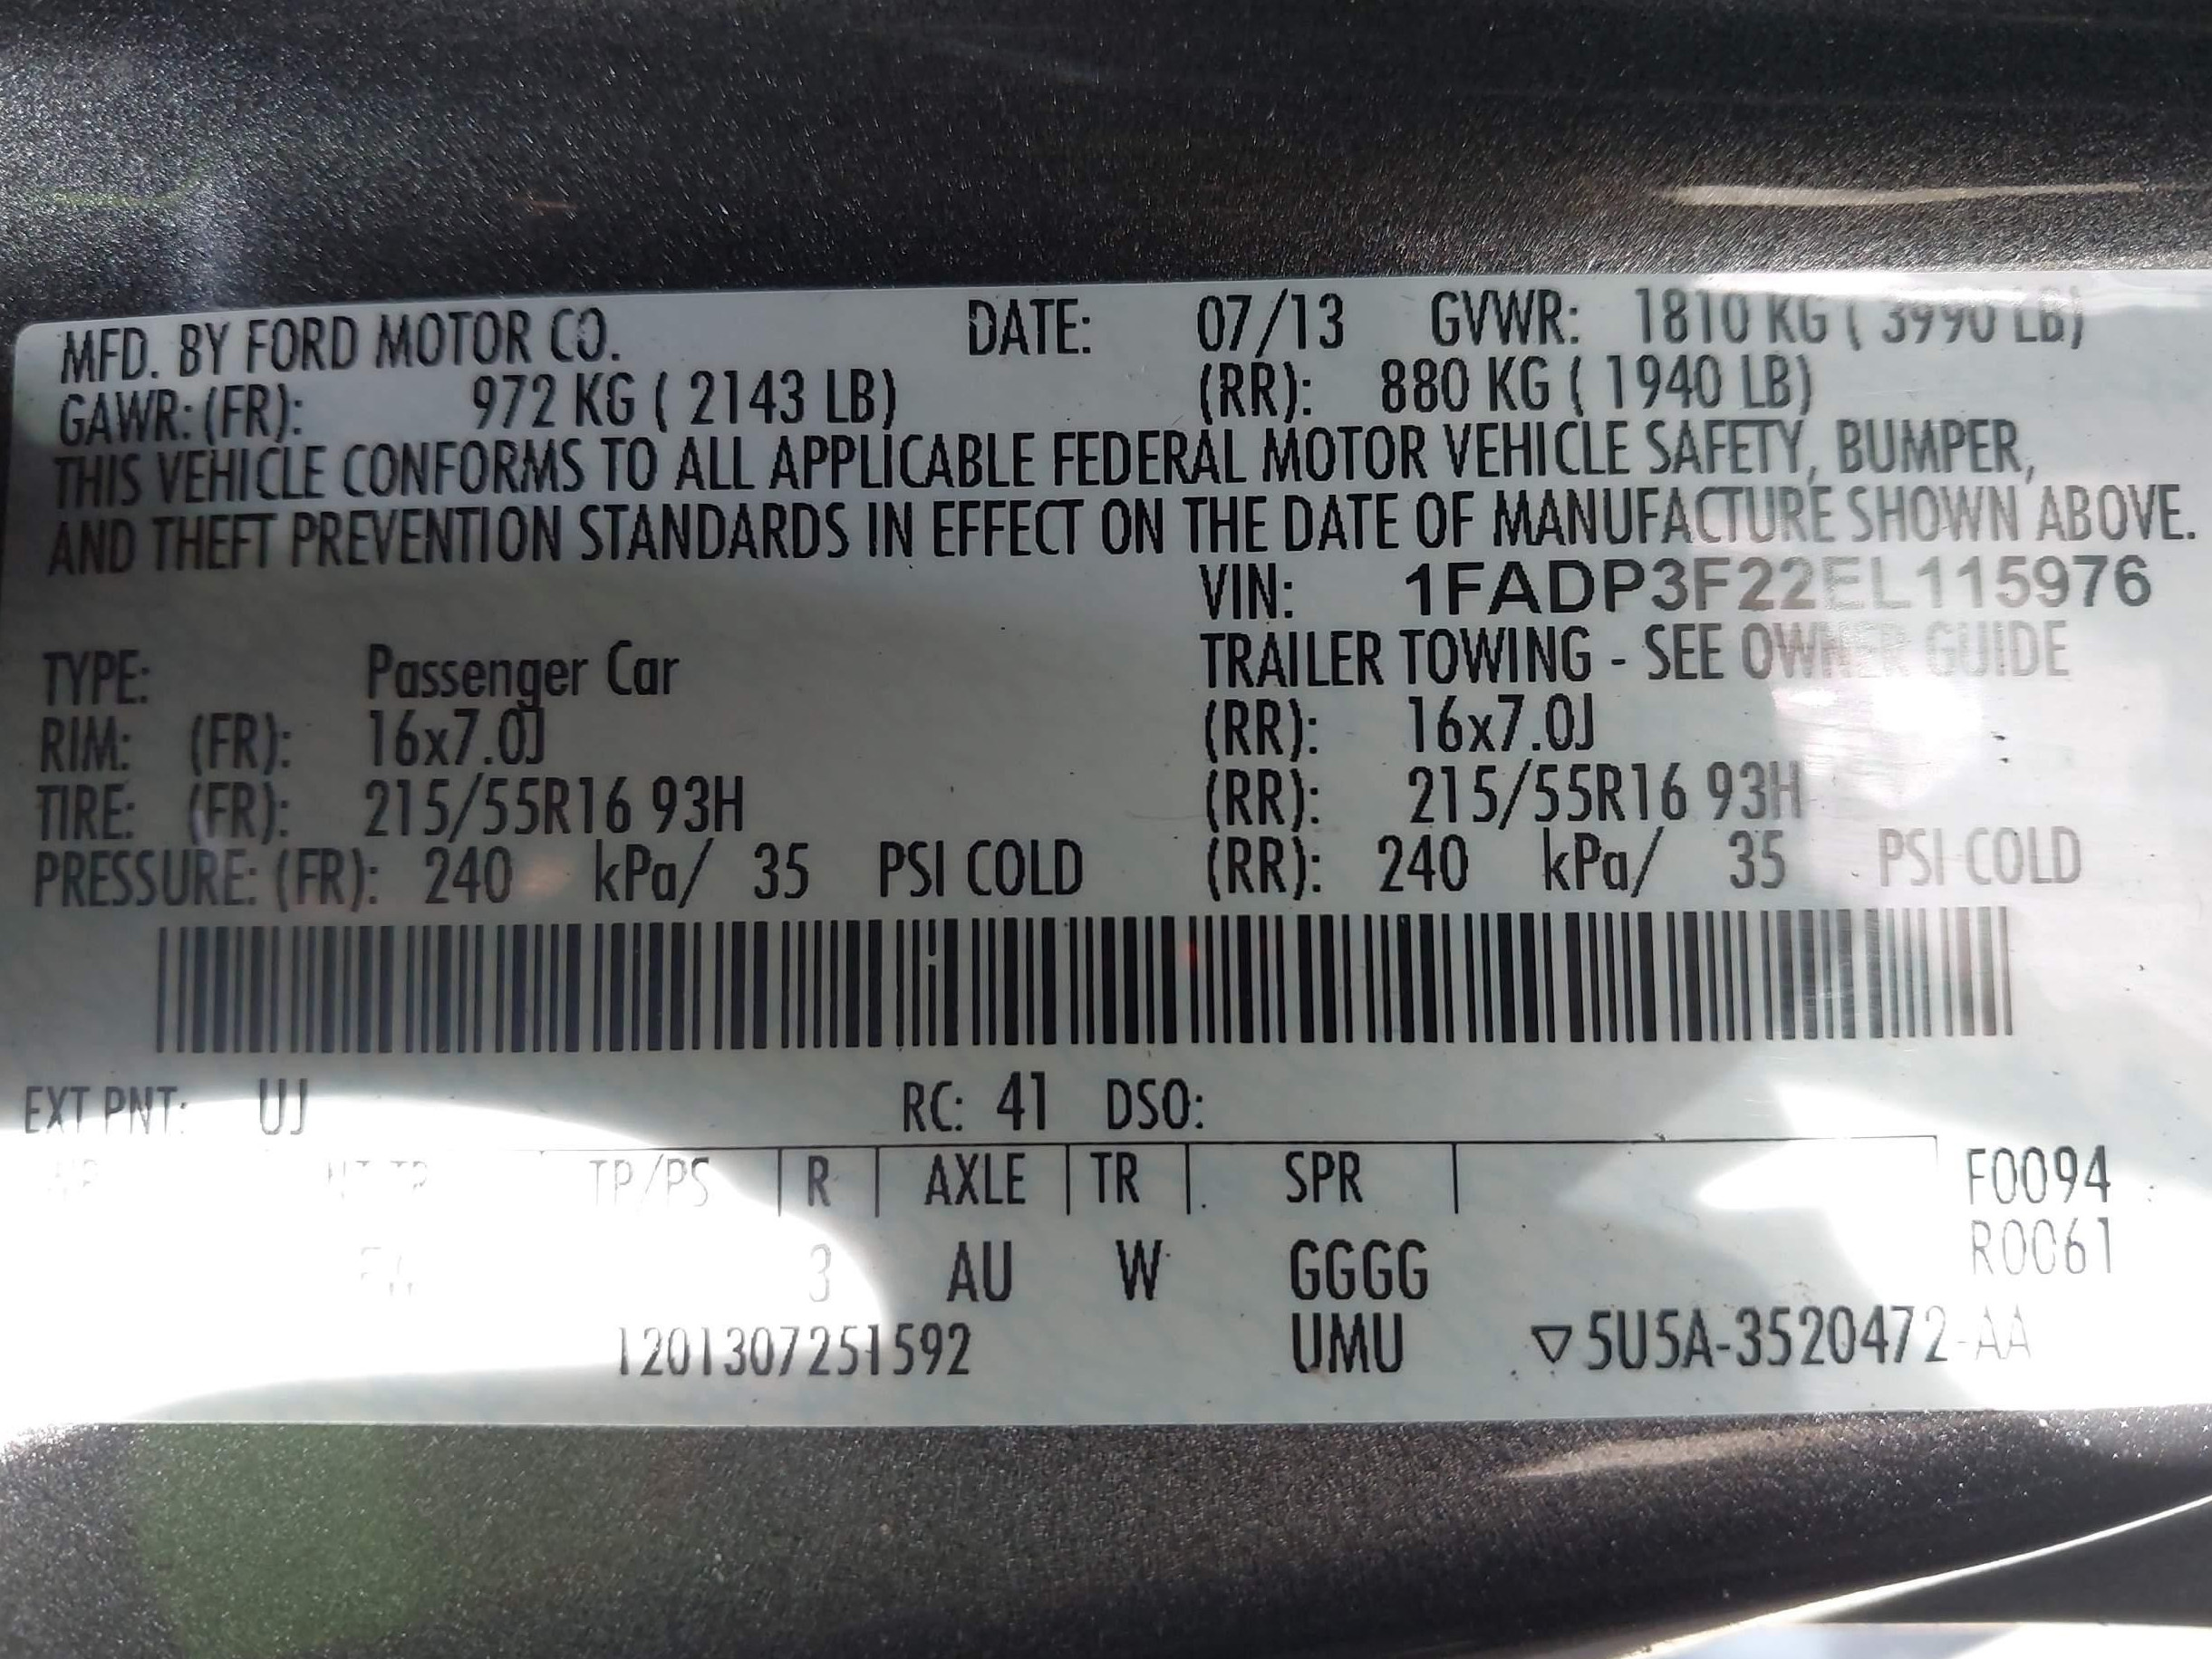 MFD. BY FORD MOTOR CO. DATE: 07/13 GVWR: 1810 KG ( 3990 LB)
GAWR: (FR): 972 KG ( 2143 LB) (RR): 880 KG ( 1940 LB)
THIS VEHICLE CONFORMS TO ALL APPLICABLE FEDERAL MOTOR VEHICLE SAFETY, BUMPER,
AND THEFT PREVENTION STANDARDS IN EFFECT ON THE DATE OF MANUFACTURE SHOWN ABOVE.
VIN: 1FADP3F22EL115976
TYPE: Passenger Car TRAILER TOWING - SEE OWNER GUIDE
RIM: (FR): 16x7.0J (RR): 16x7.0J
TIRE: (FR): 215/55R16 93H (RR): 215/55R16 93H
PRESSURE: (FR): 240 kPa/ 35 PSI COLD (RR): 240 kPa/ 35 PSI COLD
EXT PNT: UJ RC: 41 DSO:
TP/PS R AXLE TR SPR F0094
R0061
3 AU W GGGG
1201307251592 UMU ▽5U5A-3520472-AA